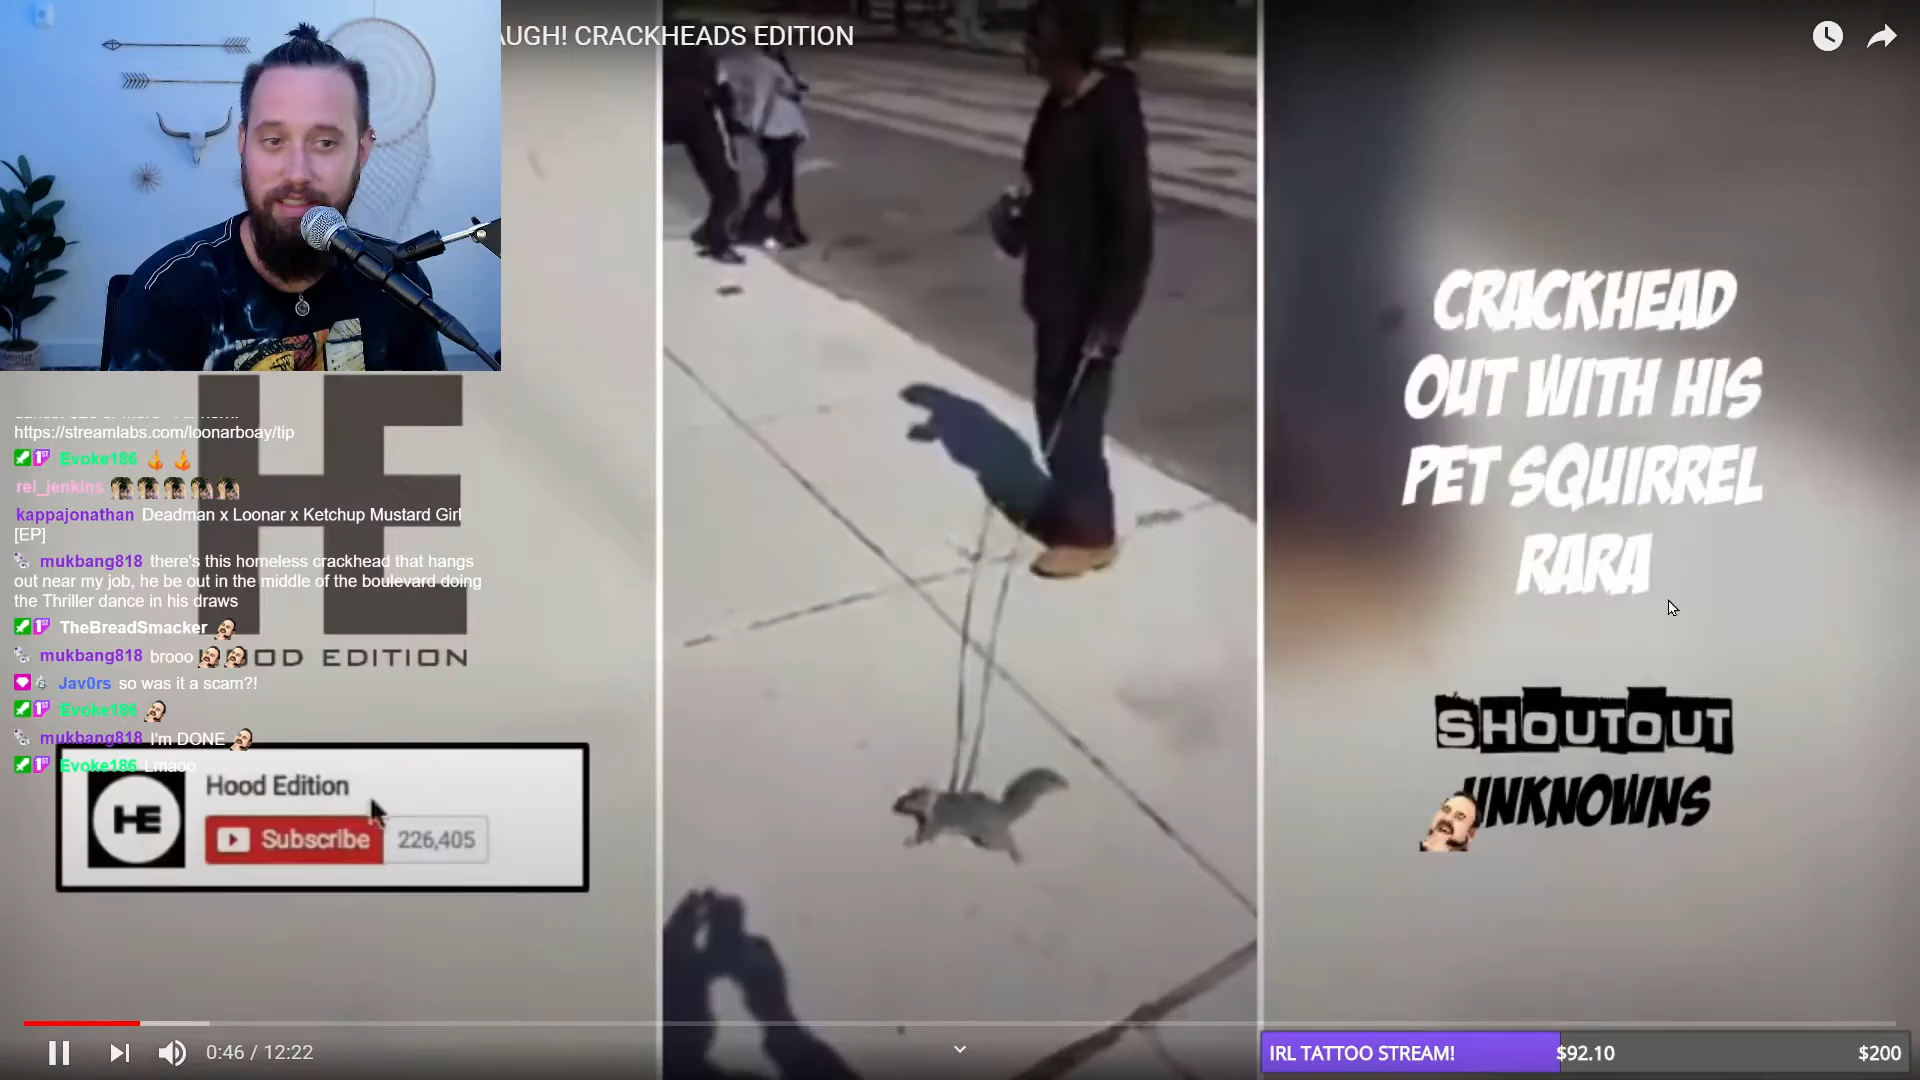 AUGH! CRACKHEADS EDITION
https://streamlabs.com/loonarboay/tip
Evoke186
rel_jenkins
kappajonathan Deadman x Loonar x Ketchup Mustard Girl
[EP]
mukbang818 there's this homeless crackhead that hangs
out near my job, he be out in the middle of the boulevard doing
the Thriller dance in his draws
TheBreadSmacker
mukbang818 brooo
Jav0rs so was it a scam?!
Evoke186
mukbang818 I'm DONE
Evoke186 Lmaoo
HE
HOOD EDITION
HE
Hood Edition
Subscribe 226,405
CRACKHEAD
OUT WITH HIS
PET SQUIRREL
RARA
SHOUTOUT
UNKNOWNS
0:46 / 12:22
IRL TATTOO STREAM! $92.10 $200